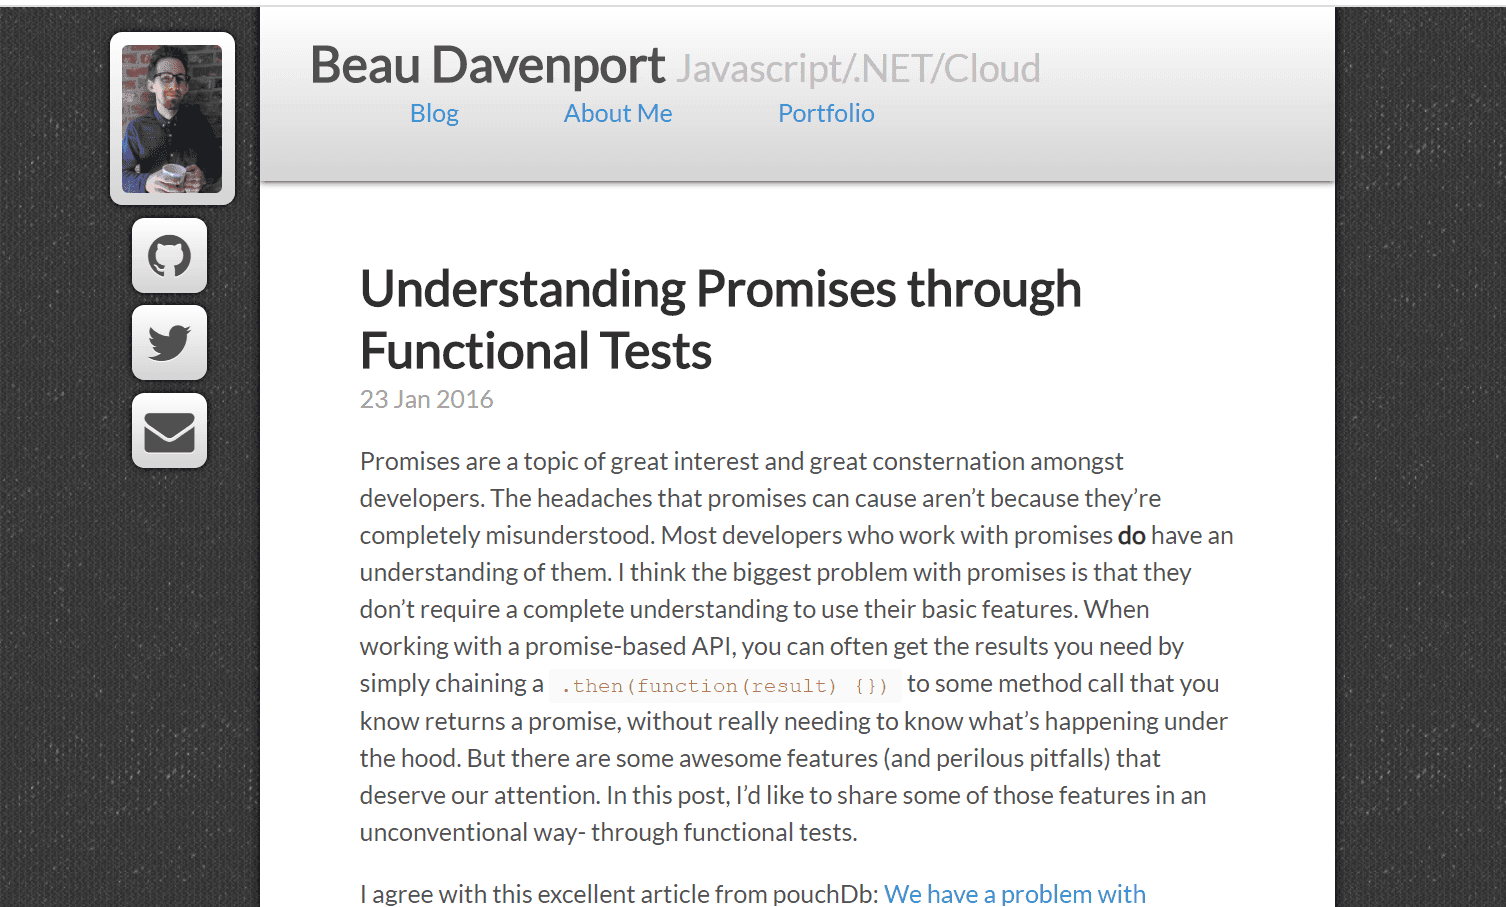 Beau Davenport Javascript/.NET/Cloud
Blog About Me Portfolio
Understanding Promises through
Functional Tests
23 Jan 2016
Promises are a topic of great interest and great consternation amongst
developers. The headaches that promises can cause aren’t because they’re
completely misunderstood. Most developers who work with promises do have an
understanding of them. I think the biggest problem with promises is that they
don’t require a complete understanding to use their basic features. When
working with a promise-based API, you can often get the results you need by
simply chaining a .then(function(result) {}) to some method call that you
know returns a promise, without really needing to know what’s happening under
the hood. But there are some awesome features (and perilous pitfalls) that
deserve our attention. In this post, I’d like to share some of those features in an
unconventional way- through functional tests.
I agree with this excellent article from pouchDb: We have a problem with